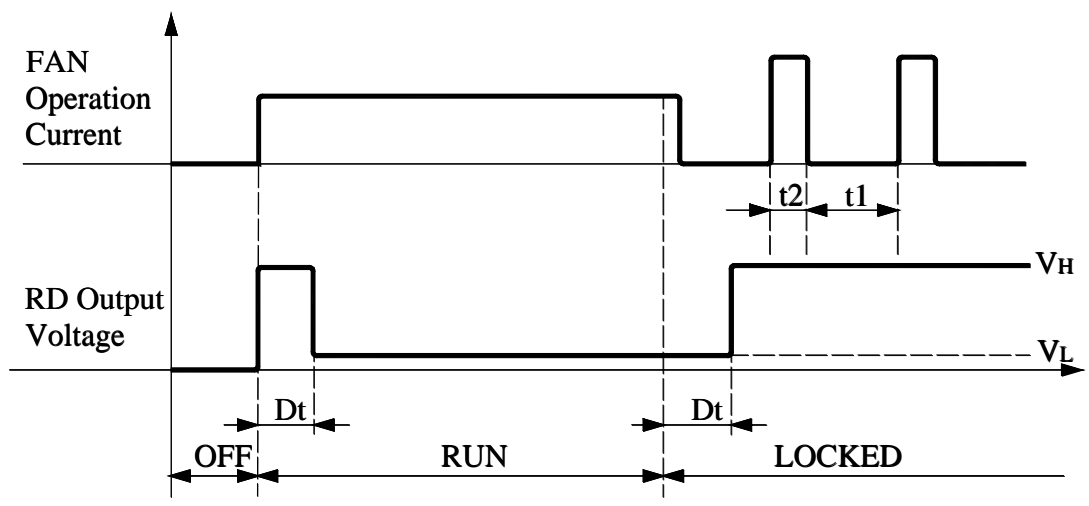 FAN
Operation
Current
t2
t1
RD Output
Voltage
VH
VL
Dt
Dt
OFF
RUN
LOCKED